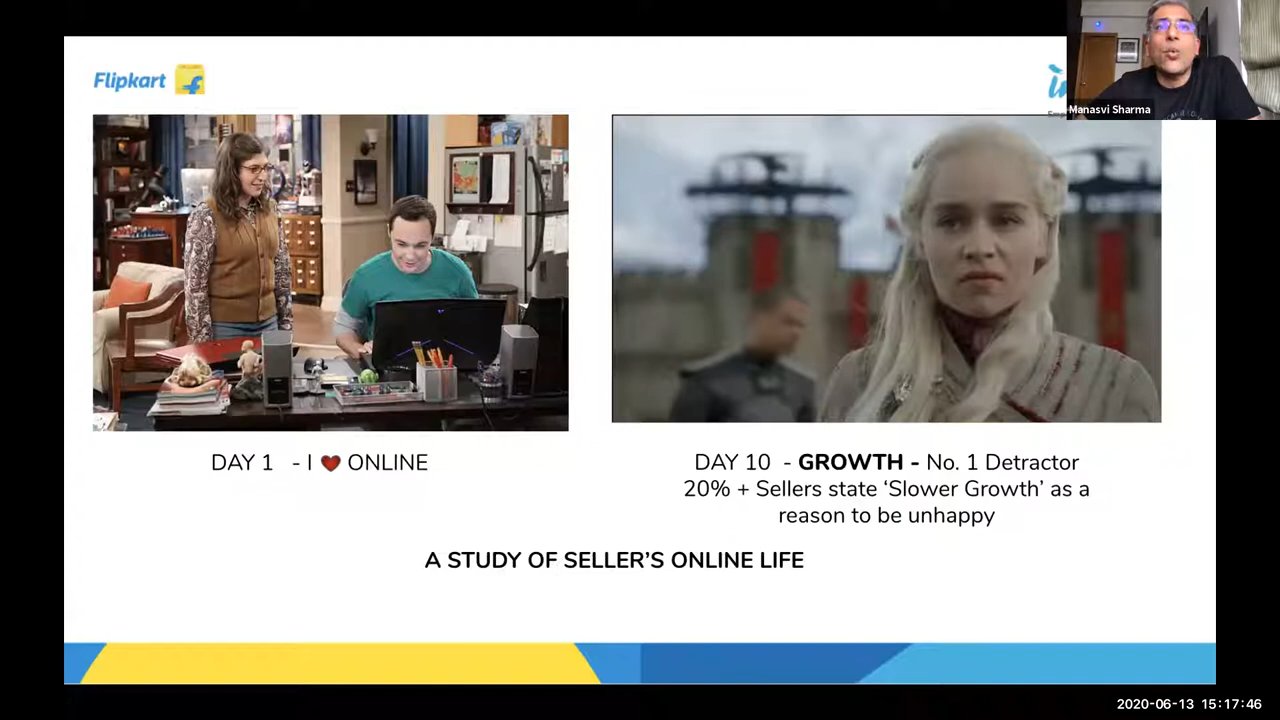 Flipkart
Manasvi Sharma
DAY 1 - I ❤ ONLINE
DAY 10 - GROWTH - No. 1 Detractor
20% + Sellers state ‘Slower Growth’ as a
reason to be unhappy
A STUDY OF SELLER’S ONLINE LIFE
2020-06-13 15:17:46